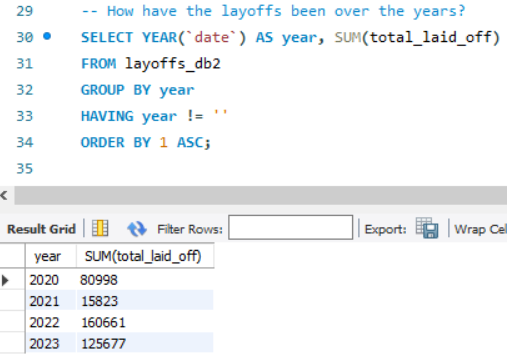 29 -- How have the layoffs been over the years?
30 SELECT YEAR(`date`) AS year, SUM(total_laid_off)
31 FROM layoffs_db2
32 GROUP BY year
33 HAVING year != ''
34 ORDER BY 1 ASC;
35
Result Grid Filter Rows: Export: Wrap Cel
year SUM(total_laid_off)
2020 80998
2021 15823
2022 160661
2023 125677